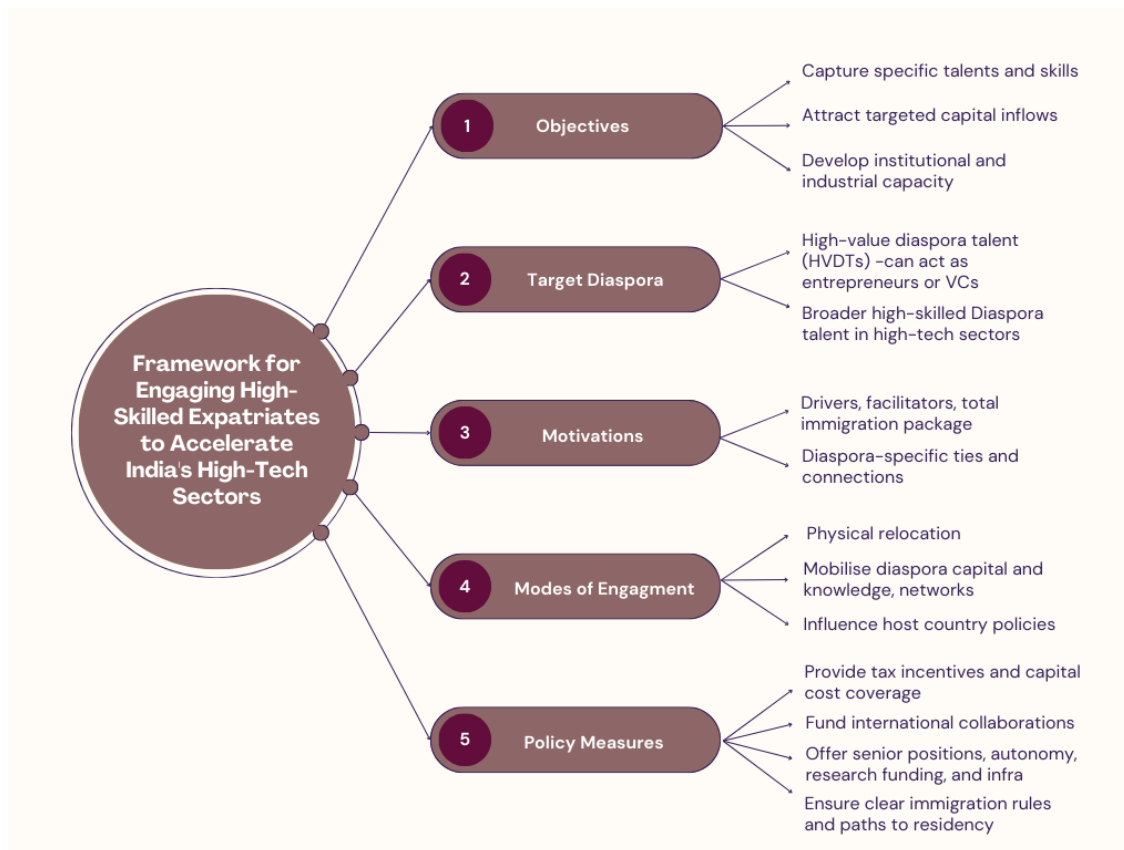 Framework for
Engaging High-
Skilled Expatriates
to Accelerate
India's High-Tech
Sectors
1
Objectives
Capture specific talents and skills
Attract targeted capital inflows
Develop institutional and
industrial capacity
2
Target Diaspora
High-value diaspora talent
(HVDTs) -can act as
entrepreneurs or VCs
Broader high-skilled Diaspora
talent in high-tech sectors
3
Motivations
Drivers, facilitators, total
immigration package
Diaspora-specific ties and
connections
4
Modes of Engagment
Physical relocation
Mobilise diaspora capital and
knowledge, networks
Influence host country policies
5
Policy Measures
Provide tax incentives and capital
cost coverage
Fund international collaborations
Offer senior positions, autonomy,
research funding, and infra
Ensure clear immigration rules
and paths to residency